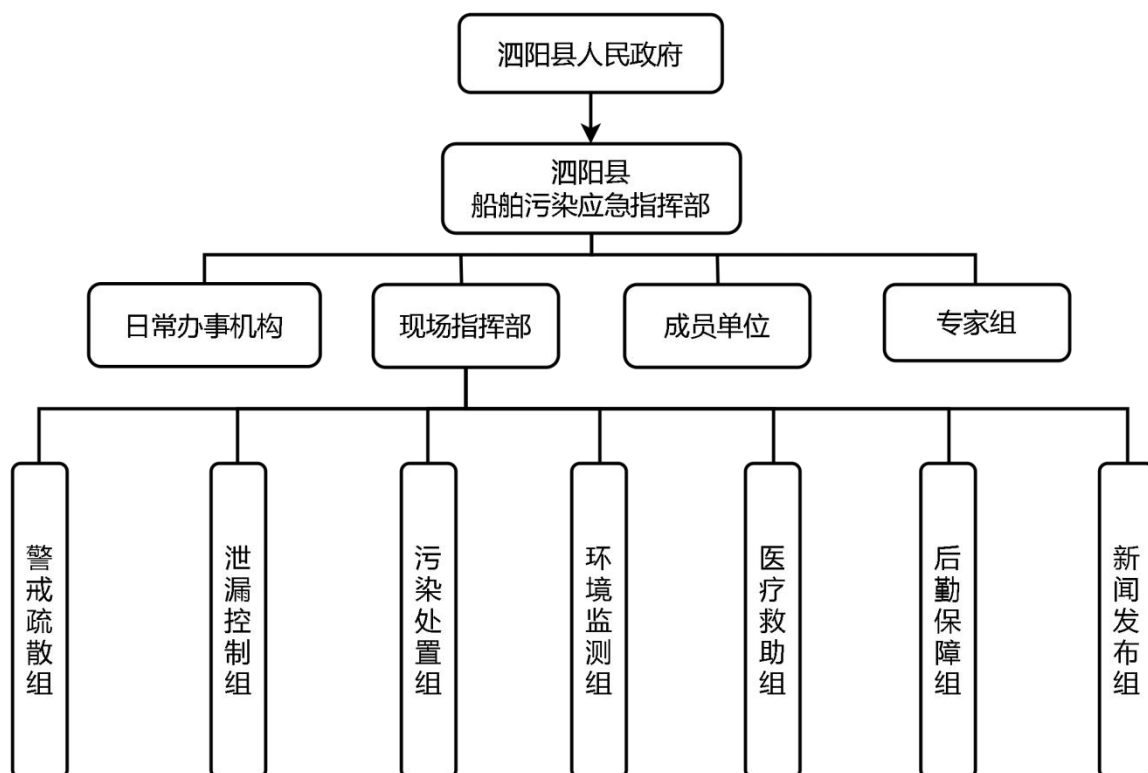 泗阳县人民政府
泗阳县
船舶污染应急指挥部
日常办事机构
现场指挥部
成员单位
专家组
警戒疏散组
泄漏控制组
污染处置组
环境监测组
医疗救助组
后勤保障组
新闻发布组